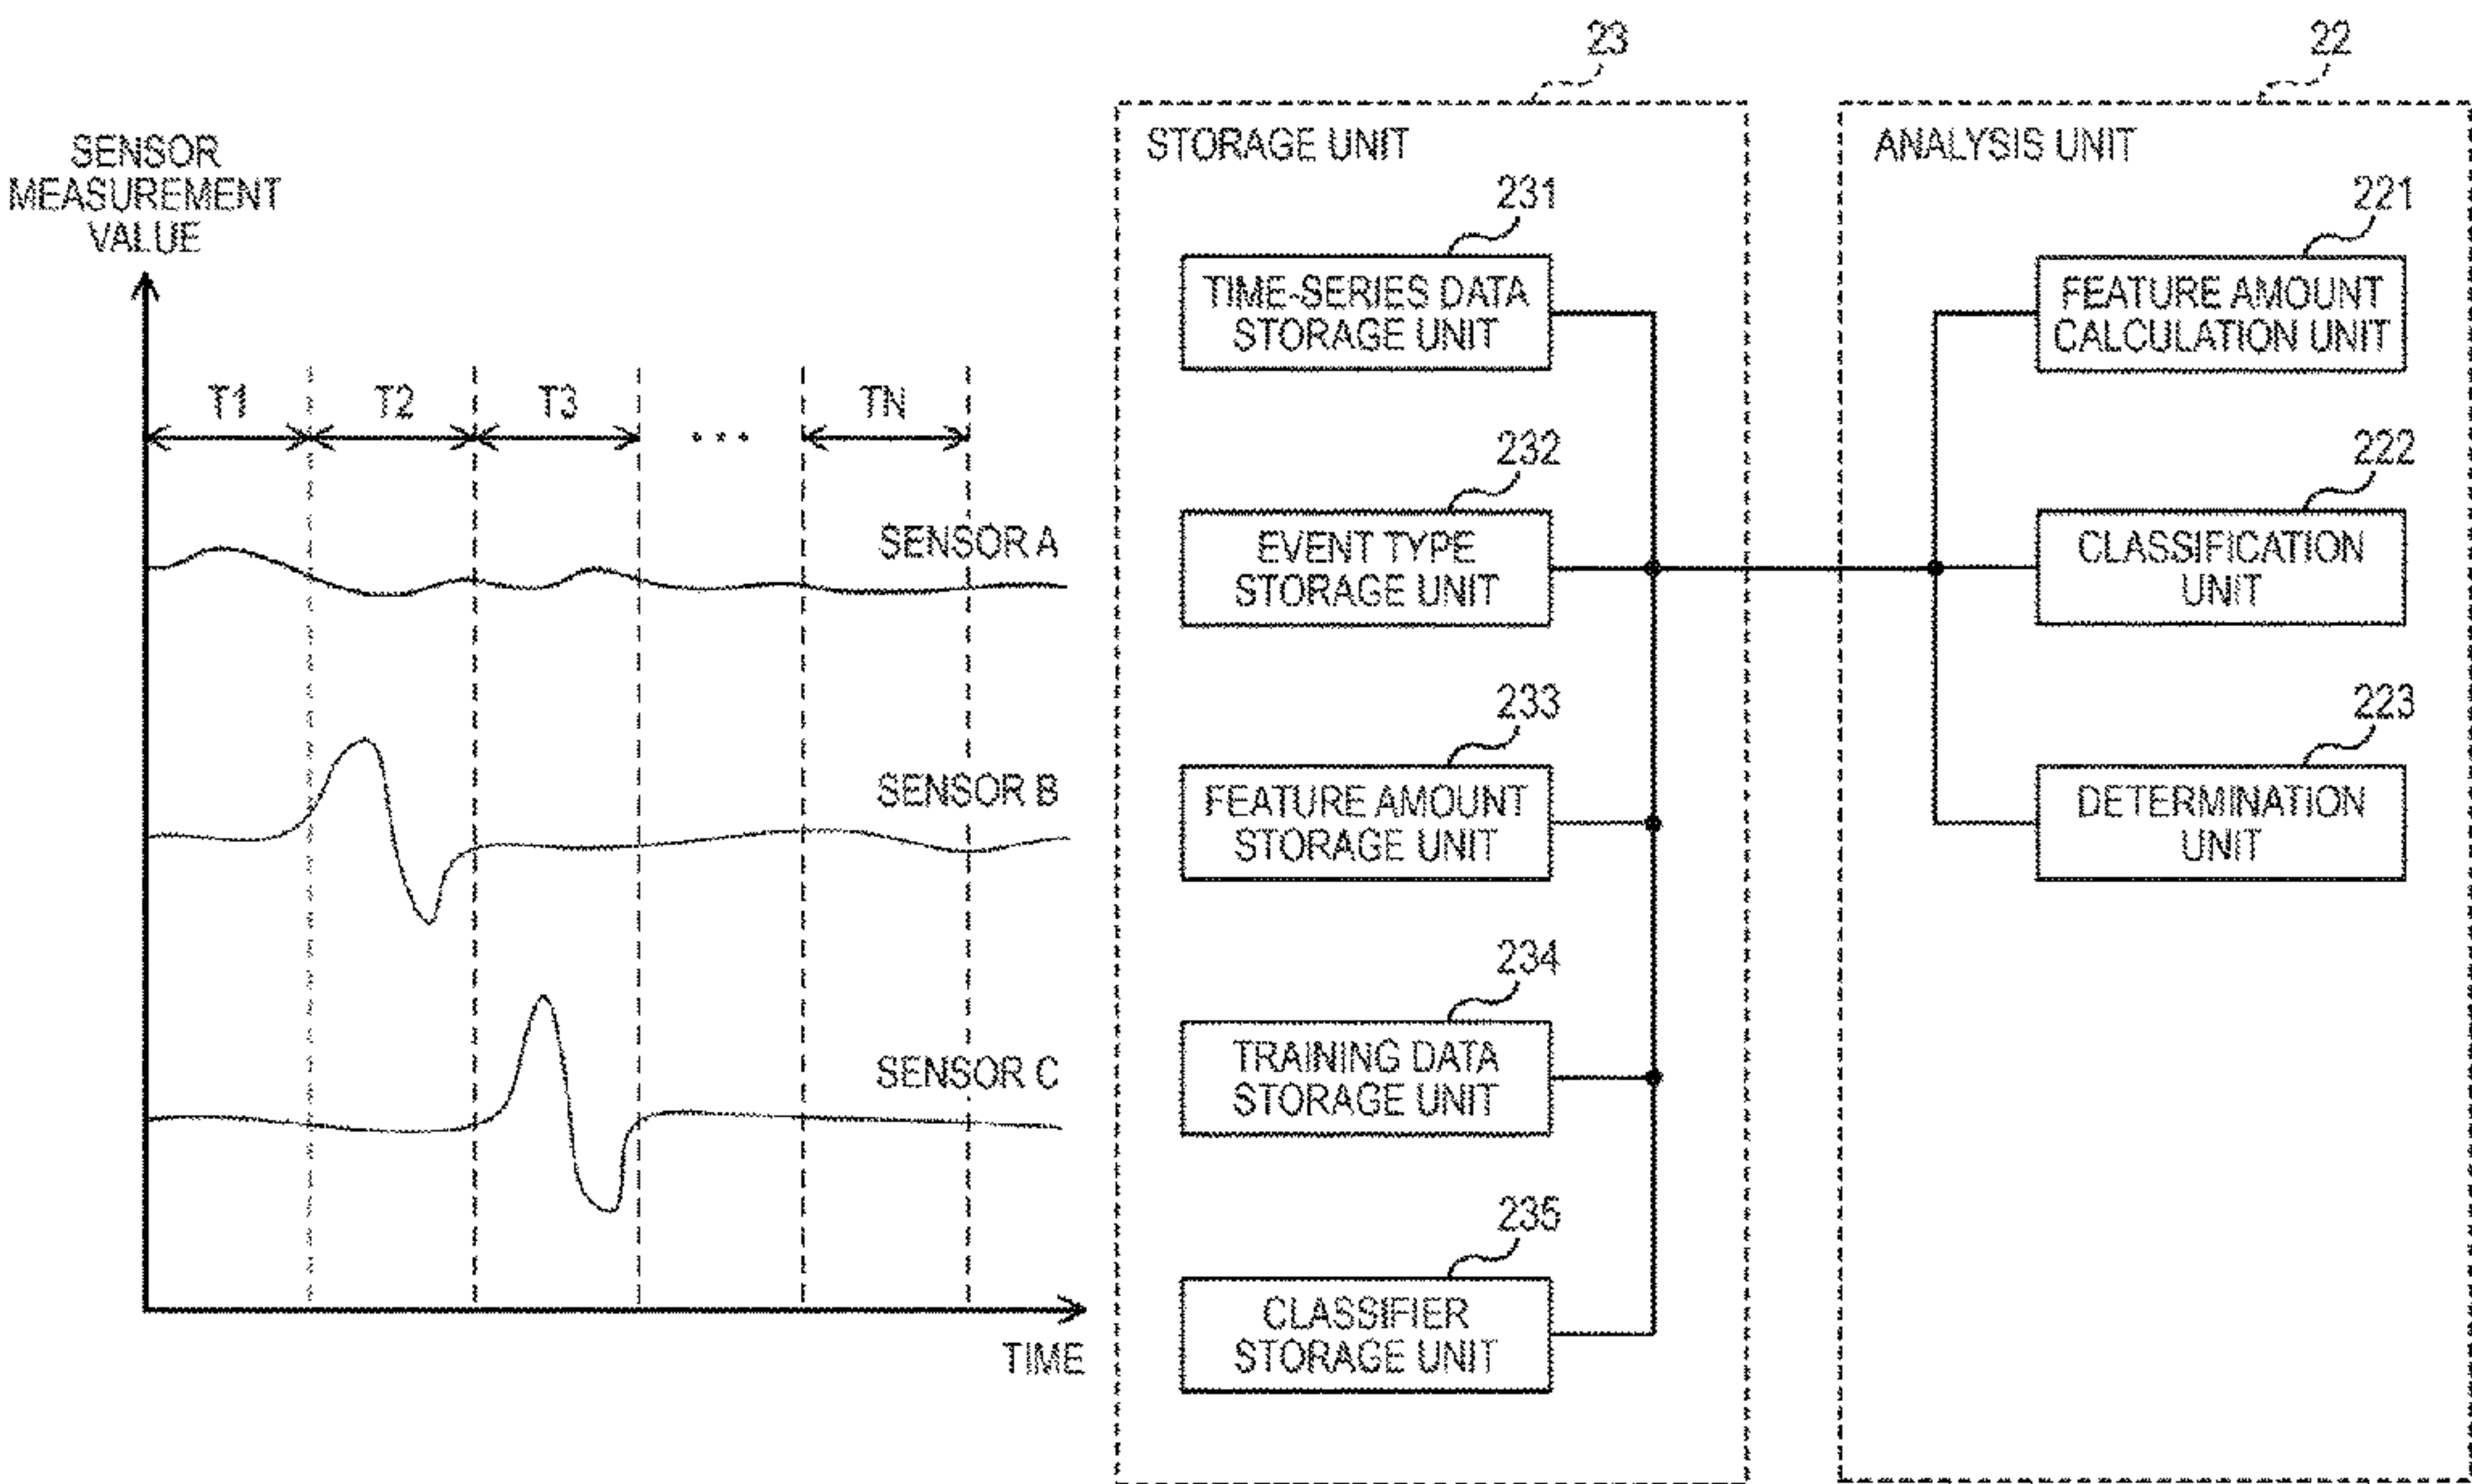 SENSOR
MEASUREMENT
VALUE
T1
T2
T3
...
TN
SENSOR A
SENSOR B
SENSOR C
TIME
23
STORAGE UNIT
231
TIME-SERIES DATA
STORAGE UNIT
232
EVENT TYPE
STORAGE UNIT
233
FEATURE AMOUNT
STORAGE UNIT
234
TRAINING DATA
STORAGE UNIT
235
CLASSIFIER
STORAGE UNIT
22
ANALYSIS UNIT
221
FEATURE AMOUNT
CALCULATION UNIT
222
CLASSIFICATION
UNIT
223
DETERMINATION
UNIT